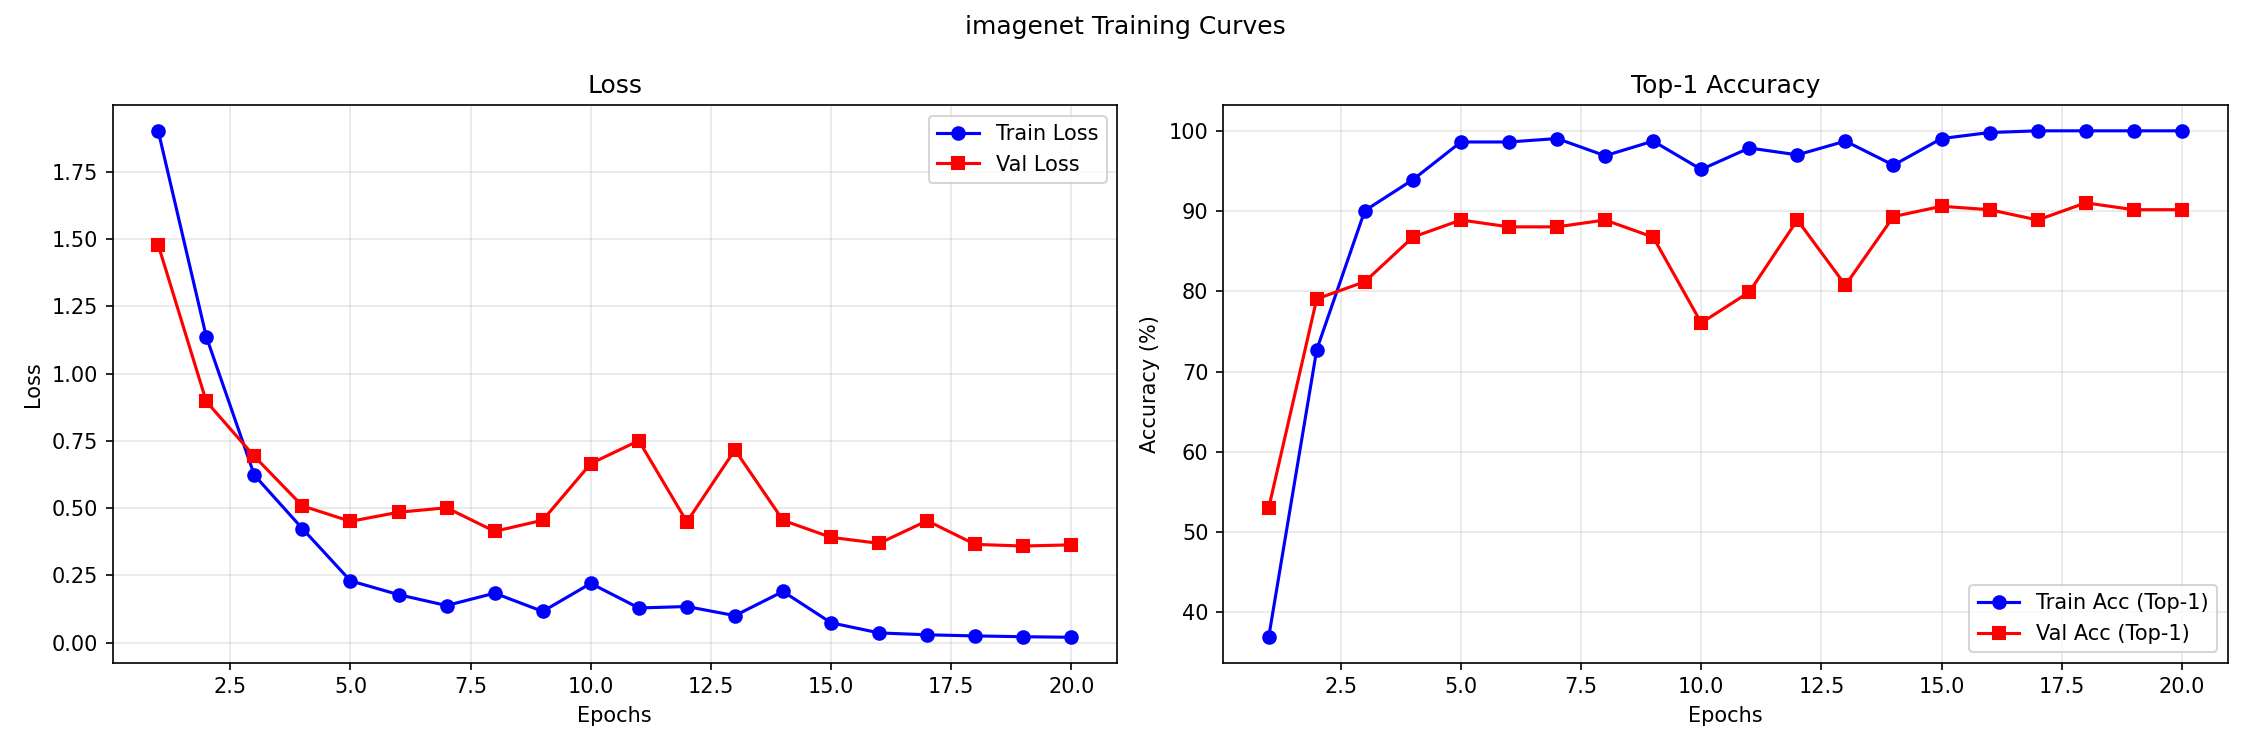 imagenet Training Curves
Loss
Train Loss
Val Loss
1.75
1.50
1.25
1.00
0.75
0.50
0.25
0.00
Loss
2.5 5.0 7.5 10.0 12.5 15.0 17.5 20.0
Epochs
Top-1 Accuracy
100
90
80
70
60
50
40
Accuracy (%)
Train Acc (Top-1)
Val Acc (Top-1)
2.5 5.0 7.5 10.0 12.5 15.0 17.5 20.0
Epochs